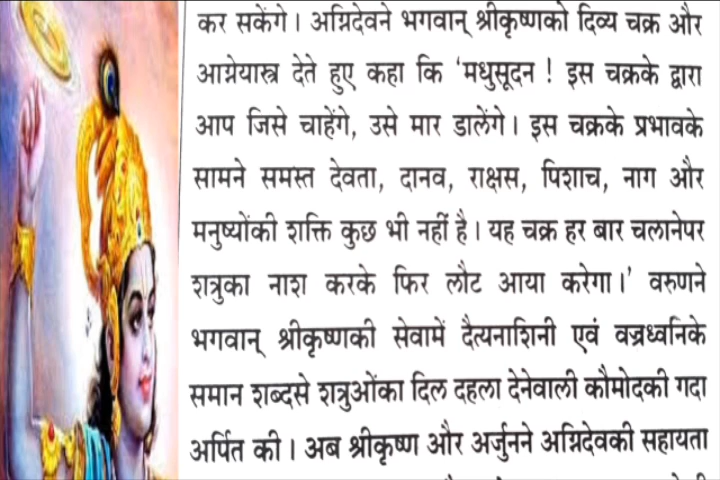 कर सकेंगे। अग्निदेवने भगवान् श्रीकृष्णको दिव्य चक्र और
आग्नेयास्त्र देते हुए कहा कि 'मधुसूदन ! इस चक्रके द्वारा
आप जिसे चाहेंगे, उसे मार डालेंगे। इस चक्रके प्रभावके
सामने समस्त देवता, दानव, राक्षस, पिशाच, नाग और
मनुष्योंकी शक्ति कुछ भी नहीं है। यह चक्र हर बार चलानेपर
शत्रुका नाश करके फिर लौट आया करेगा।' वरुणने
भगवान् श्रीकृष्णकी सेवामें दैत्यनाशिनी एवं वज्रध्वनिके
समान शब्दसे शत्रुओंका दिल दहला देनेवाली कौमोदकी गदा
अर्पित की। अब श्रीकृष्ण और अर्जुनने अग्निदेवकी सहायता